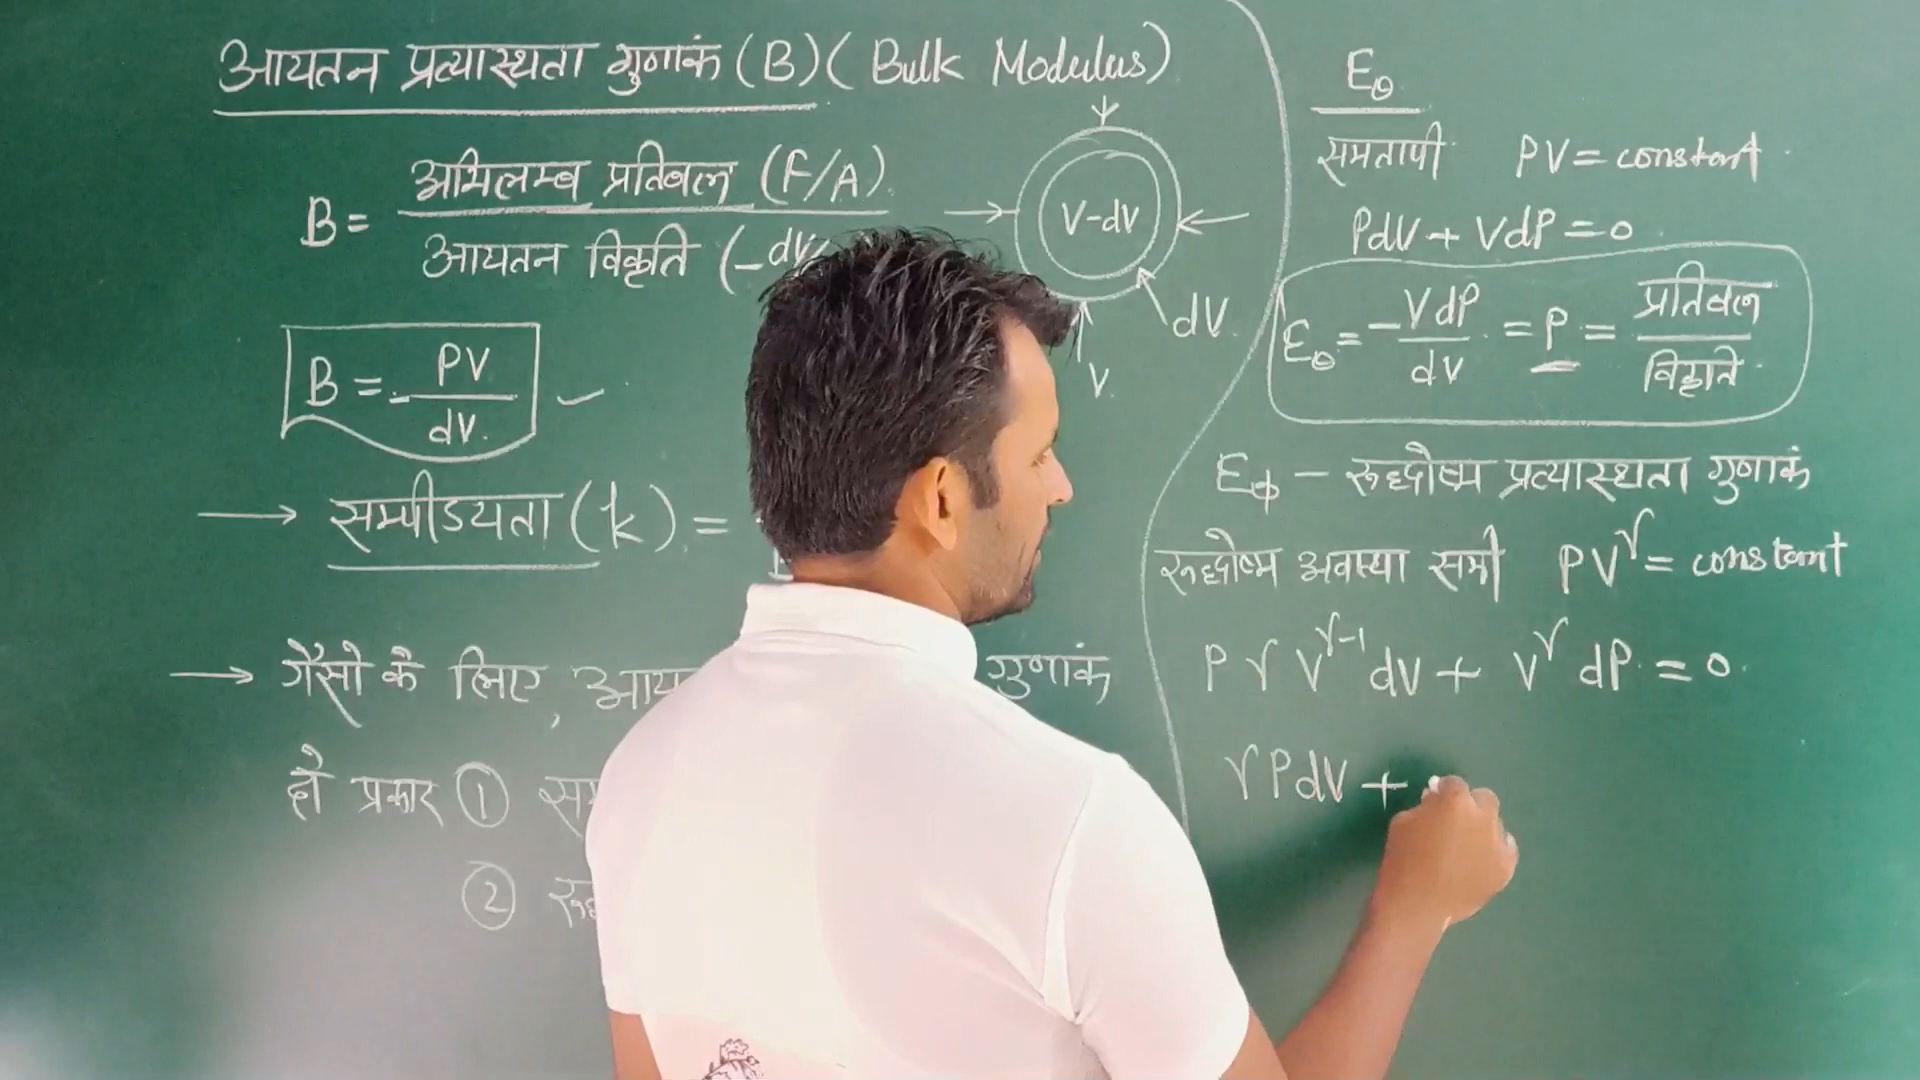 आयतन प्रत्यास्थता गुणांक (B) (Bulk Modulus)
B = अभिलम्ब प्रतिबल (F/A)
आयतन विकृति (-dV
V-dV
dV.
V.
B = - PV
dV.
→ सम्पीडयता (k) =
→ गैसो के लिए, गुणांक
दो प्रकार ①
②
Eθ
समतापी PV = constant
PdV + VdP = 0
Eθ = -VdP/dV = P = प्रतिबल/विकृति
Eϕ - रूद्धोष्म प्रत्यास्थता गुणांक
रूद्धोष्म अवस्था समी PV^γ = constant
P γ V^γ-1 dV + V^γ dP = 0
γ P dV +